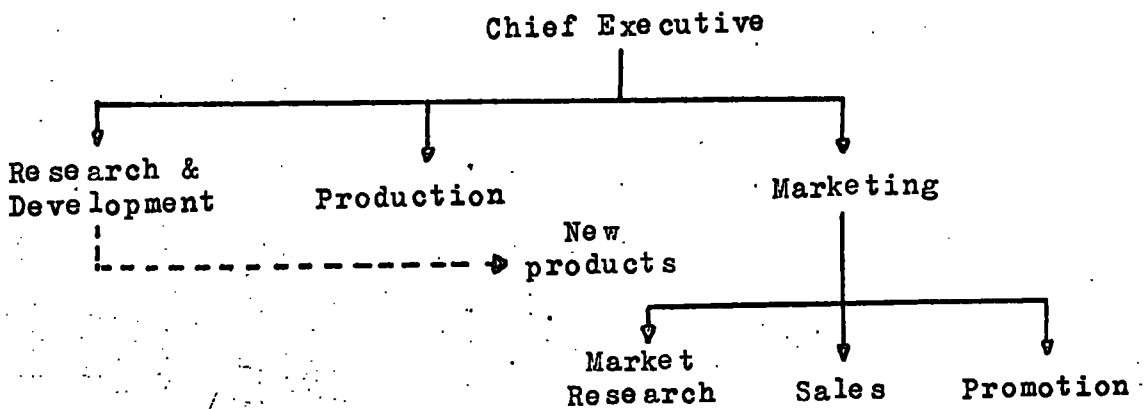 Chief Executive
Research &
Development
Production
Marketing
New
products
Market
Research
Sales
Promotion